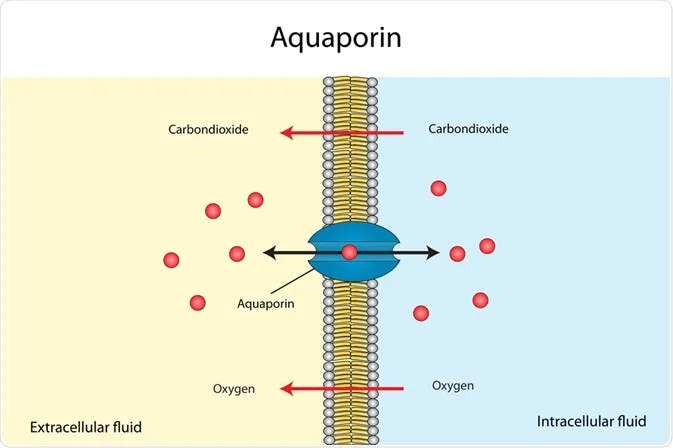 Aquaporin
Carbondioxide
Carbondioxide
Aquaporin
Oxygen
Oxygen
Extracellular fluid
Intracellular fluid